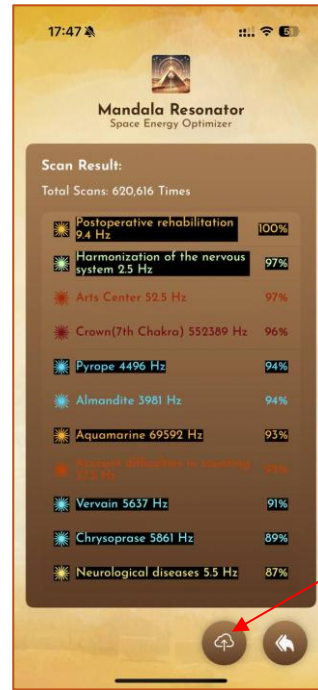 17:47
51
Mandala Resonator
Space Energy Optimizer
Scan Result:
Total Scans: 620,616 Times
Postoperative rehabilitation
9.4 Hz 100%
Harmonization of the nervous
system 2.5 Hz 97%
Arts Center 52.5 Hz 97%
Crown(7th Chakra) 552389 Hz 96%
Pyrope 4496 Hz 94%
Almandite 3981 Hz 94%
Aquamarine 69592 Hz 93%
difficulties in
Vervain 5637 Hz 91%
Chrysoprase 5861 Hz 89%
Neurological diseases 5.5 Hz 87%